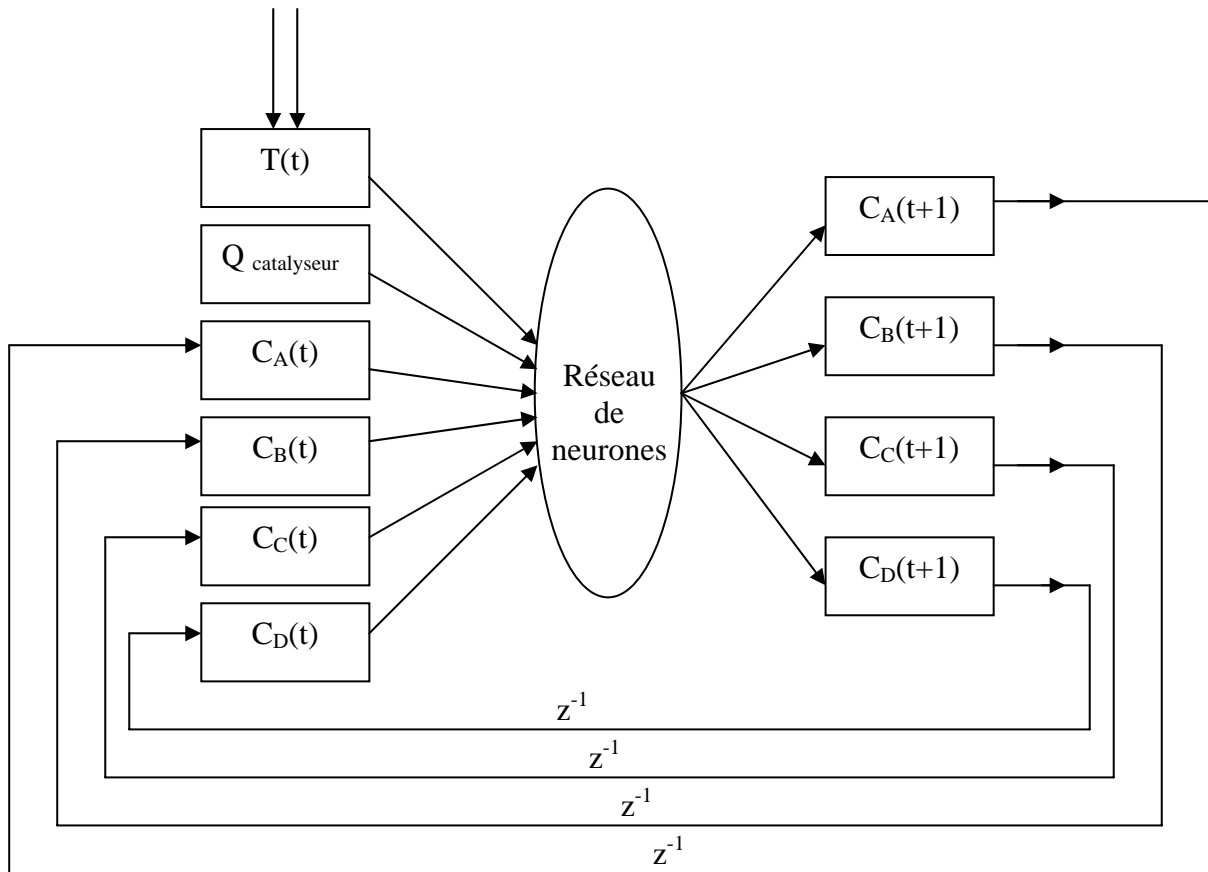 T(t)
Q catalyseur
C_A(t)
C_B(t)
C_C(t)
C_D(t)
Réseau
de
neurones
C_A(t+1)
C_B(t+1)
C_C(t+1)
C_D(t+1)
z^-1
z^-1
z^-1
z^-1